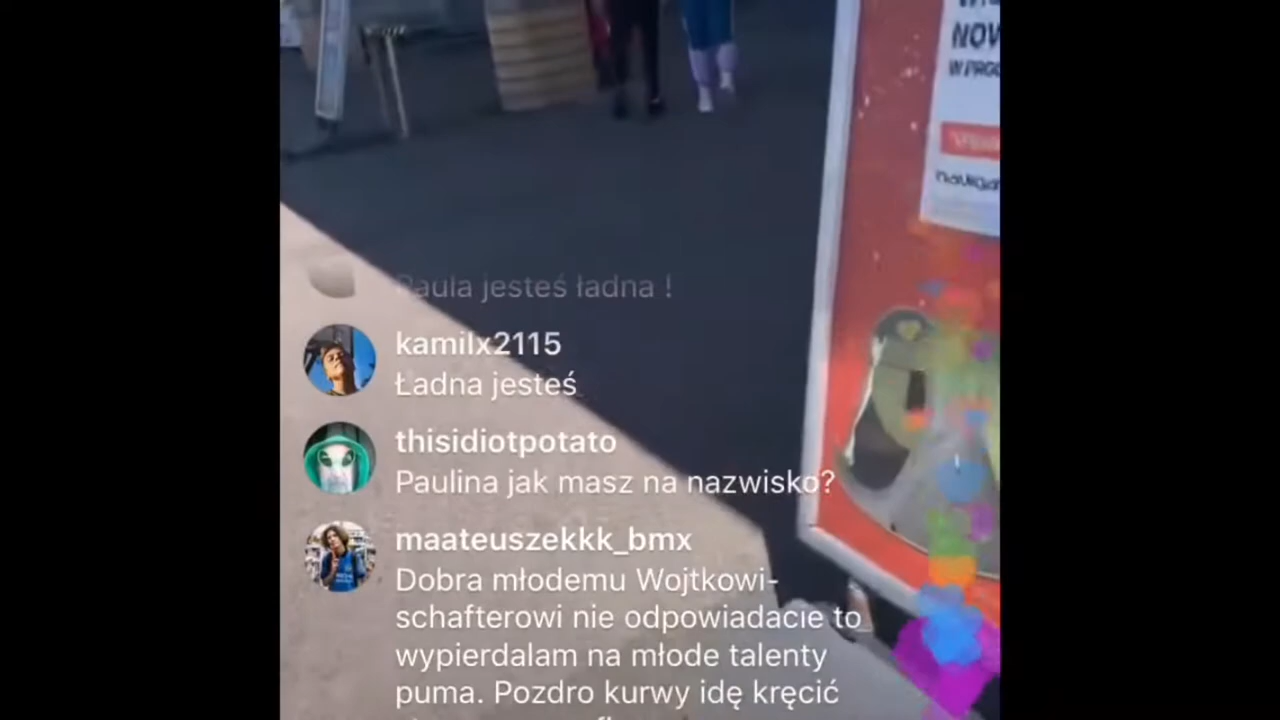 NOV
Paula jesteś ładna !
kamilx2115
Ładna jesteś
thisidiotpotato
Paulina jak masz na nazwisko?
maateuszekkk_bmx
Dobra młodemu Wojtkowi-
schafterowi nie odpowiadacie to
wypierdalam na młode talenty
puma. Pozdro kurwy idę kręcić